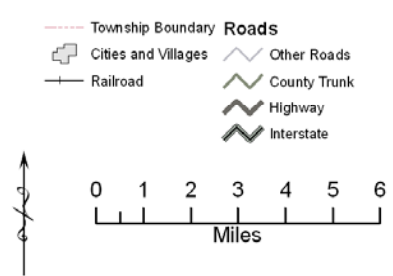 Township Boundary
Cities and Villages
Railroad
Roads
Other Roads
County Trunk
Highway
Interstate
0 1 2 3 4 5 6
Miles